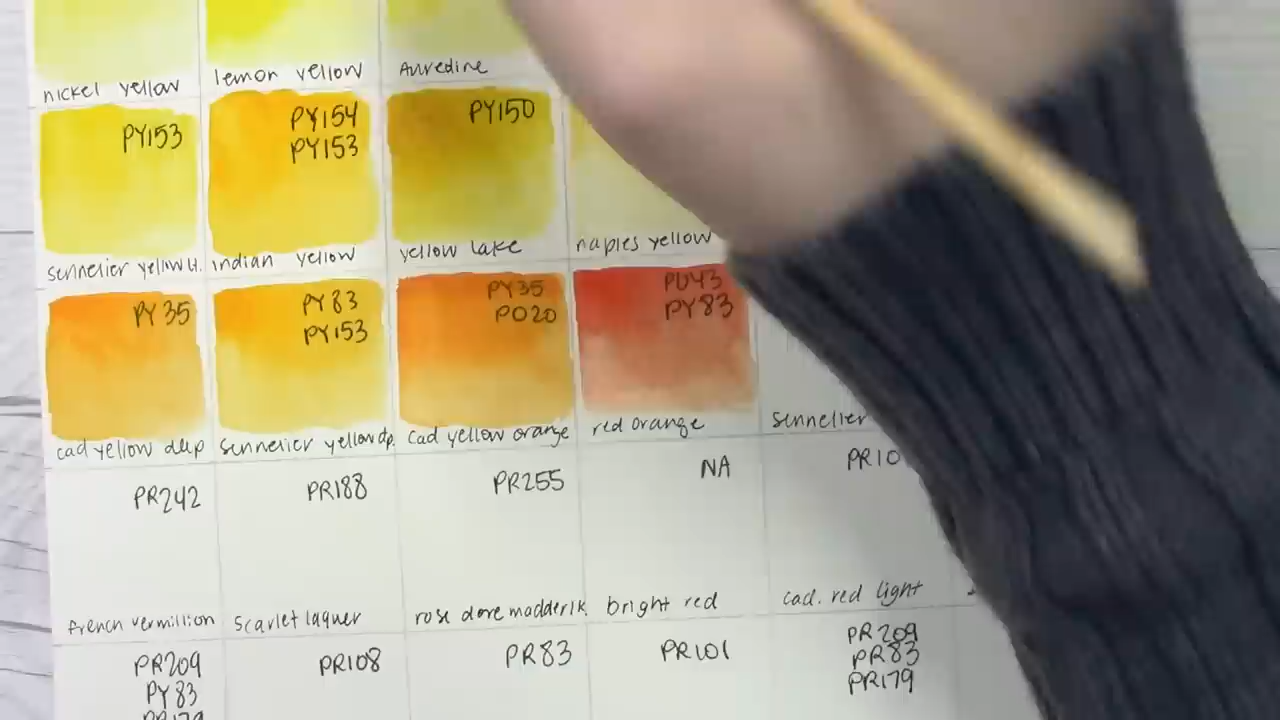 nickel yellow
lemon yellow
Auredine
PY153
PY154
PY153
PY150
sennelier yellow lt.
indian yellow
yellow lake
naples yellow
PY35
PY83
PY153
PY35
PO20
PO43
PY83
cad yellow deep
sennelier yellow dp.
cad yellow orange
red orange
sennelier
PR242
PR188
PR255
NA
PR10
french vermillion
scarlet laquer
rose dore madder lk
bright red
cad. red light
PR209
PY83
PR179
PR108
PR83
PR101
PR209
PR83
PR179